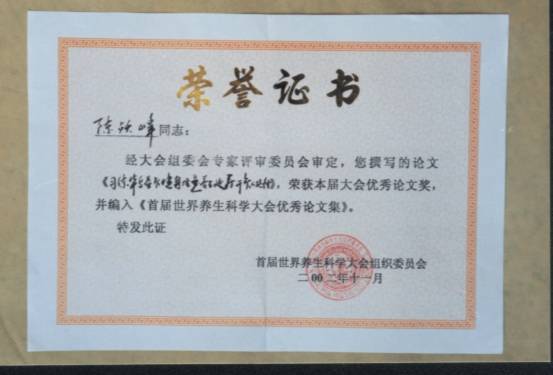 荣誉证书
同志：
经大会组委会专家评审委员会审定，您撰写的论文
《》，荣获本届大会优秀论文奖，
并编入《首届世界养生科学大会优秀论文集》。
特发此证
首届世界养生科学大会组织委员会
二00二年十一月